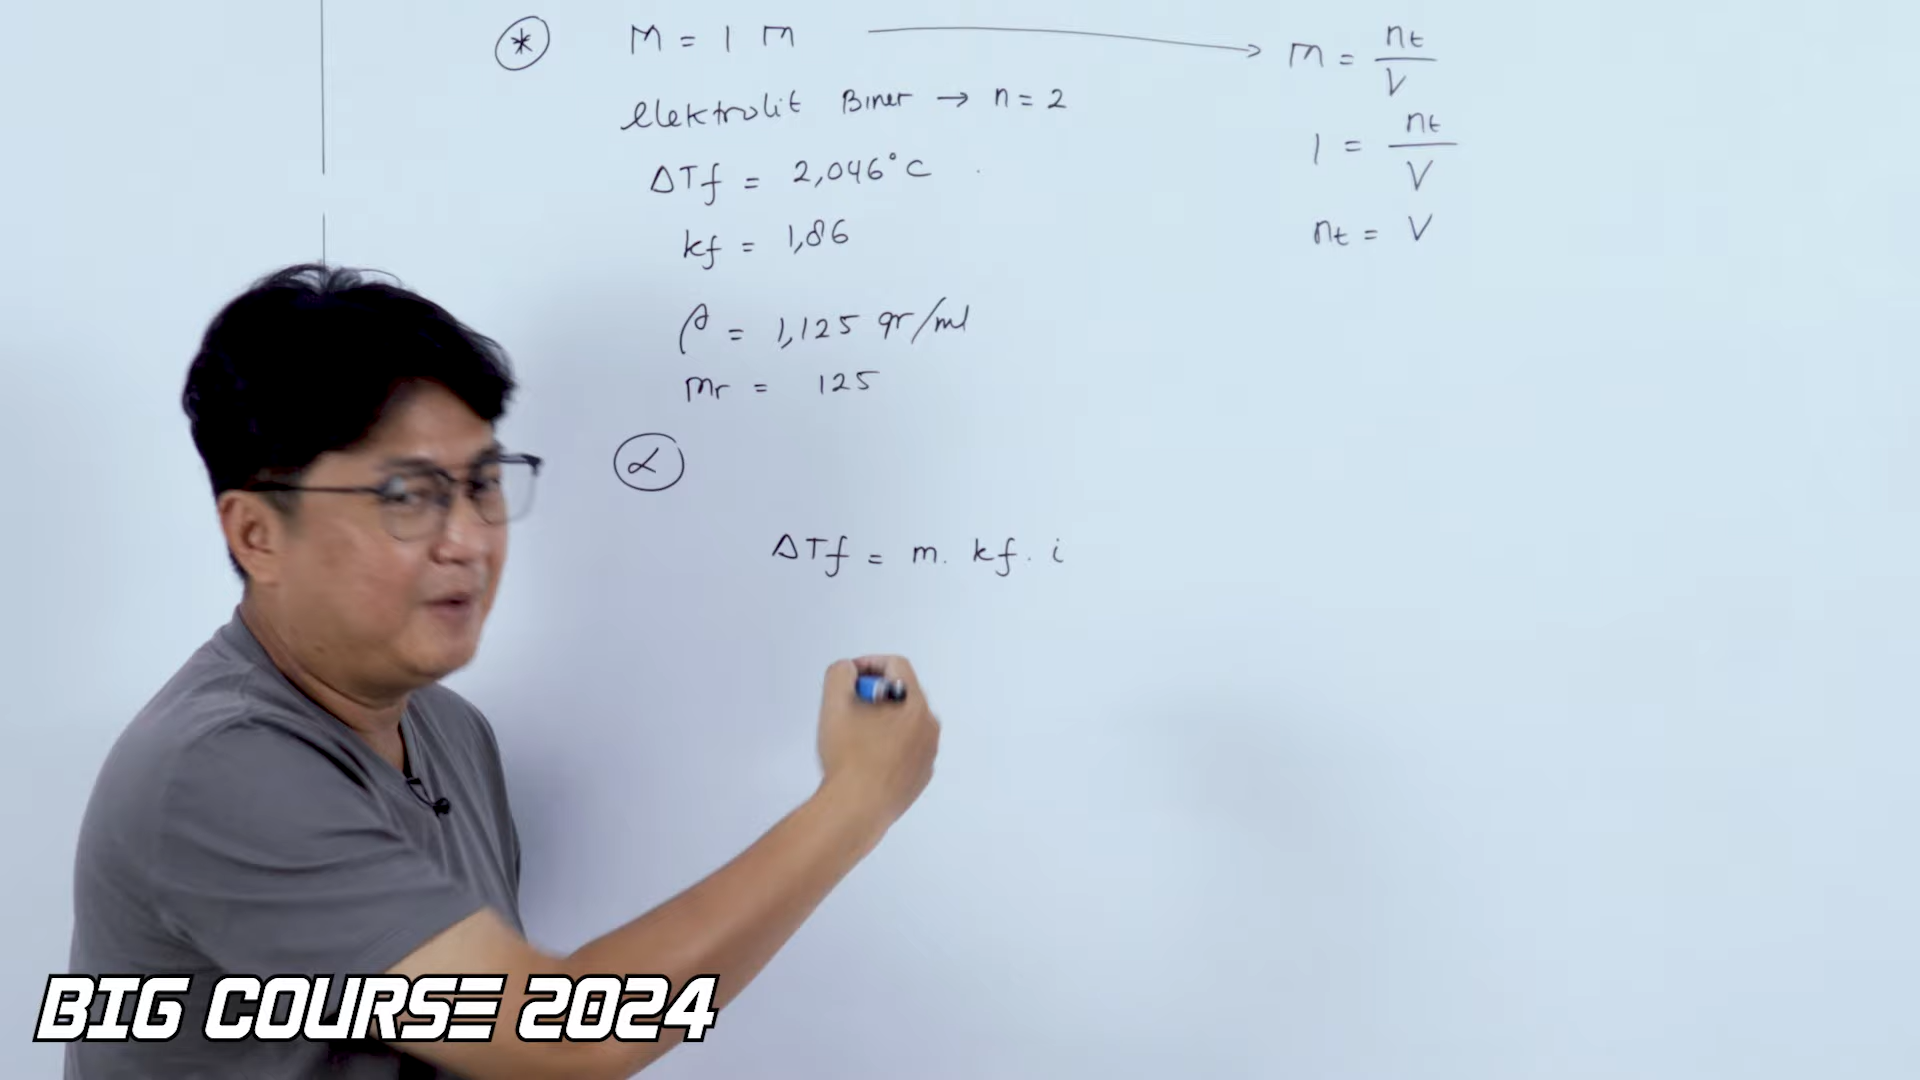 * M = 1 M
elektrolit Biner → n = 2
ΔTf = 2,046°C
kf = 1,86
ρ = 1,125 gr/ml
Mr = 125
α
ΔTf = m. kf. i
M = nt/V
1 = nt/V
nt = V
BIG COURSE 2024